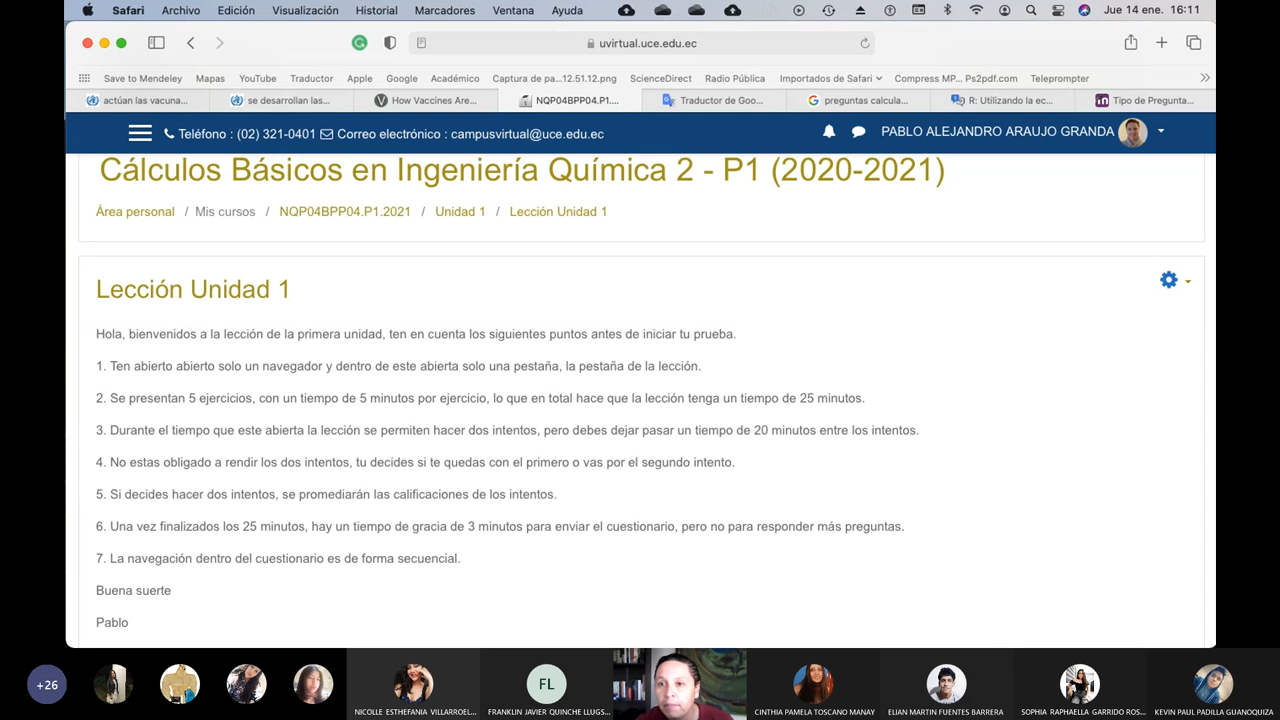 Safari Archivo Edición Visualización Historial Marcadores Ventana Ayuda Jue 14 ene. 16:11
uvirtual.uce.edu.ec
Save to Mendeley Mapas YouTube Traductor Apple Google Académico Captura de pa...12.51.12.png ScienceDirect Radio Pública Importados de Safari Compress MP... Ps2pdf.com Teleprompter
actúan las vacuna... se desarrollan las... How Vaccines Are... NQP04BPP04.P1.... Traductor de Goo... preguntas calcula... R: Utilizando la ec... Tipo de Pregunta...
Teléfono : (02) 321-0401 Correo electrónico : campusvirtual@uce.edu.ec PABLO ALEJANDRO ARAUJO GRANDA
Cálculos Básicos en Ingeniería Química 2 - P1 (2020-2021)
Área personal / Mis cursos / NQP04BPP04.P1.2021 / Unidad 1 / Lección Unidad 1
Lección Unidad 1
Hola, bienvenidos a la lección de la primera unidad, ten en cuenta los siguientes puntos antes de iniciar tu prueba.
1. Ten abierto abierto solo un navegador y dentro de este abierta solo una pestaña, la pestaña de la lección.
2. Se presentan 5 ejercicios, con un tiempo de 5 minutos por ejercicio, lo que en total hace que la lección tenga un tiempo de 25 minutos.
3. Durante el tiempo que este abierta la lección se permiten hacer dos intentos, pero debes dejar pasar un tiempo de 20 minutos entre los intentos.
4. No estas obligado a rendir los dos intentos, tu decides si te quedas con el primero o vas por el segundo intento.
5. Si decides hacer dos intentos, se promediarán las calificaciones de los intentos.
6. Una vez finalizados los 25 minutos, hay un tiempo de gracia de 3 minutos para enviar el cuestionario, pero no para responder más preguntas.
7. La navegación dentro del cuestionario es de forma secuencial.
Buena suerte
Pablo
+26 FL
NICOLLE ESTHEFANIA VILLARROEL... FRANKLIN JAVIER QUINCHE LLUGS... CINTHIA PAMELA TOSCANO MANAY ELIAN MARTIN FUENTES BARRERA SOPHIA RAPHAELLA GARRIDO ROS... KEVIN PAUL PADILLA GUANOQUIZA